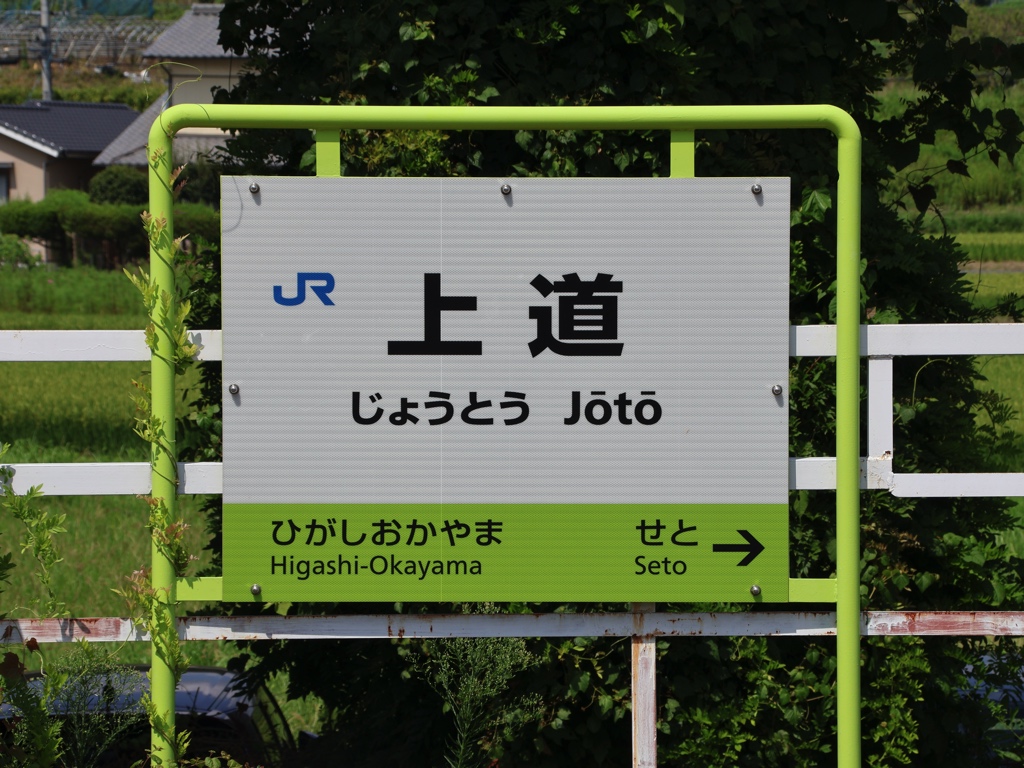 JR 上道
じょうとう Jōtō
ひがしおかやま せと →
Higashi-Okayama Seto